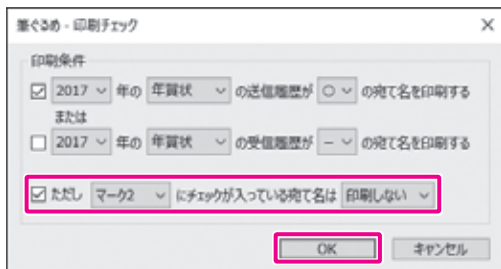 筆ぐるめ - 印刷チェック
印刷条件
2017 年の 年賀状 の送信履歴が ○ の宛て名を印刷する
または
2017 年の 年賀状 の受信履歴が － の宛て名を印刷する
ただし マーク2 にチェックが入っている宛て名は 印刷しない
OK キャンセル